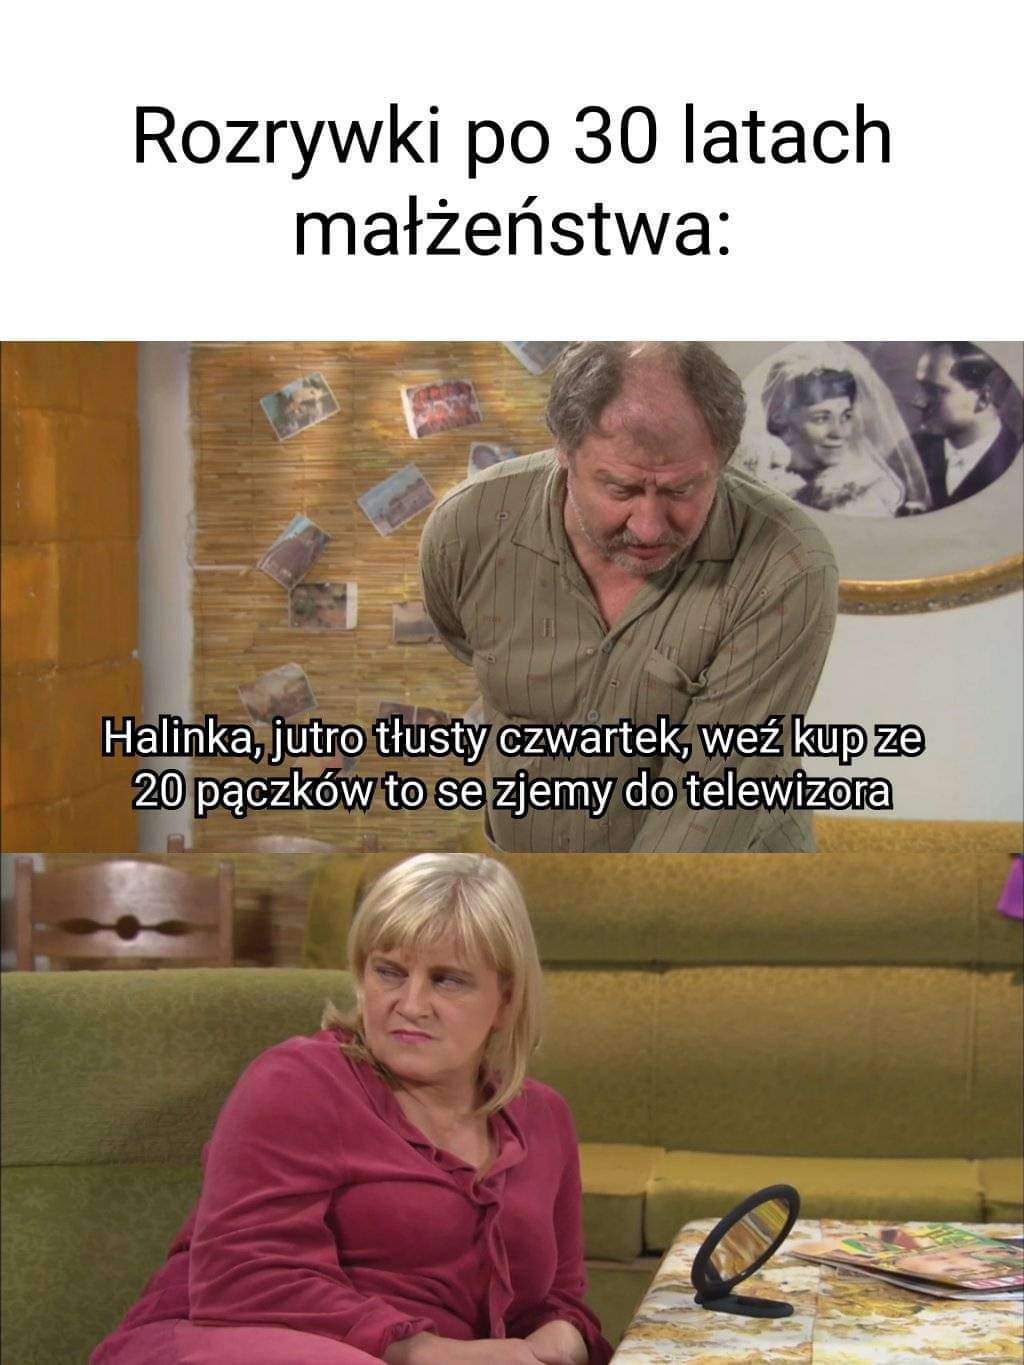 Rozrywki po 30 latach
małżeństwa:
Halinka, jutro tłusty czwartek, weź kup ze
20 pączków to se zjemy do telewizora